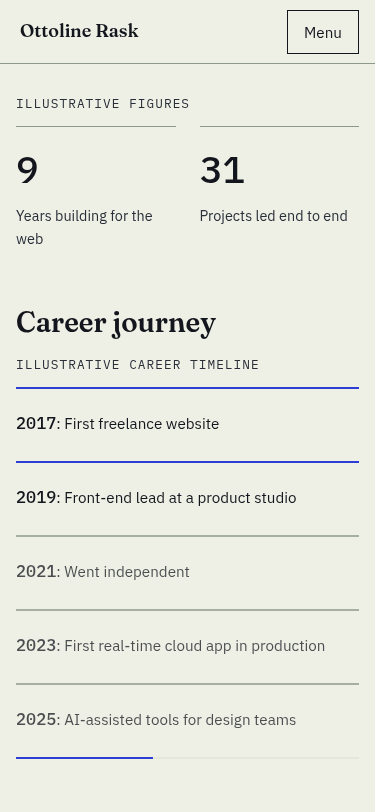 Ottoline Rask
Menu
ILLUSTRATIVE FIGURES
9
Years building for the
web
31
Projects led end to end
Career journey
ILLUSTRATIVE CAREER TIMELINE
2017: First freelance website
2019: Front-end lead at a product studio
2021: Went independent
2023: First real-time cloud app in production
2025: AI-assisted tools for design teams